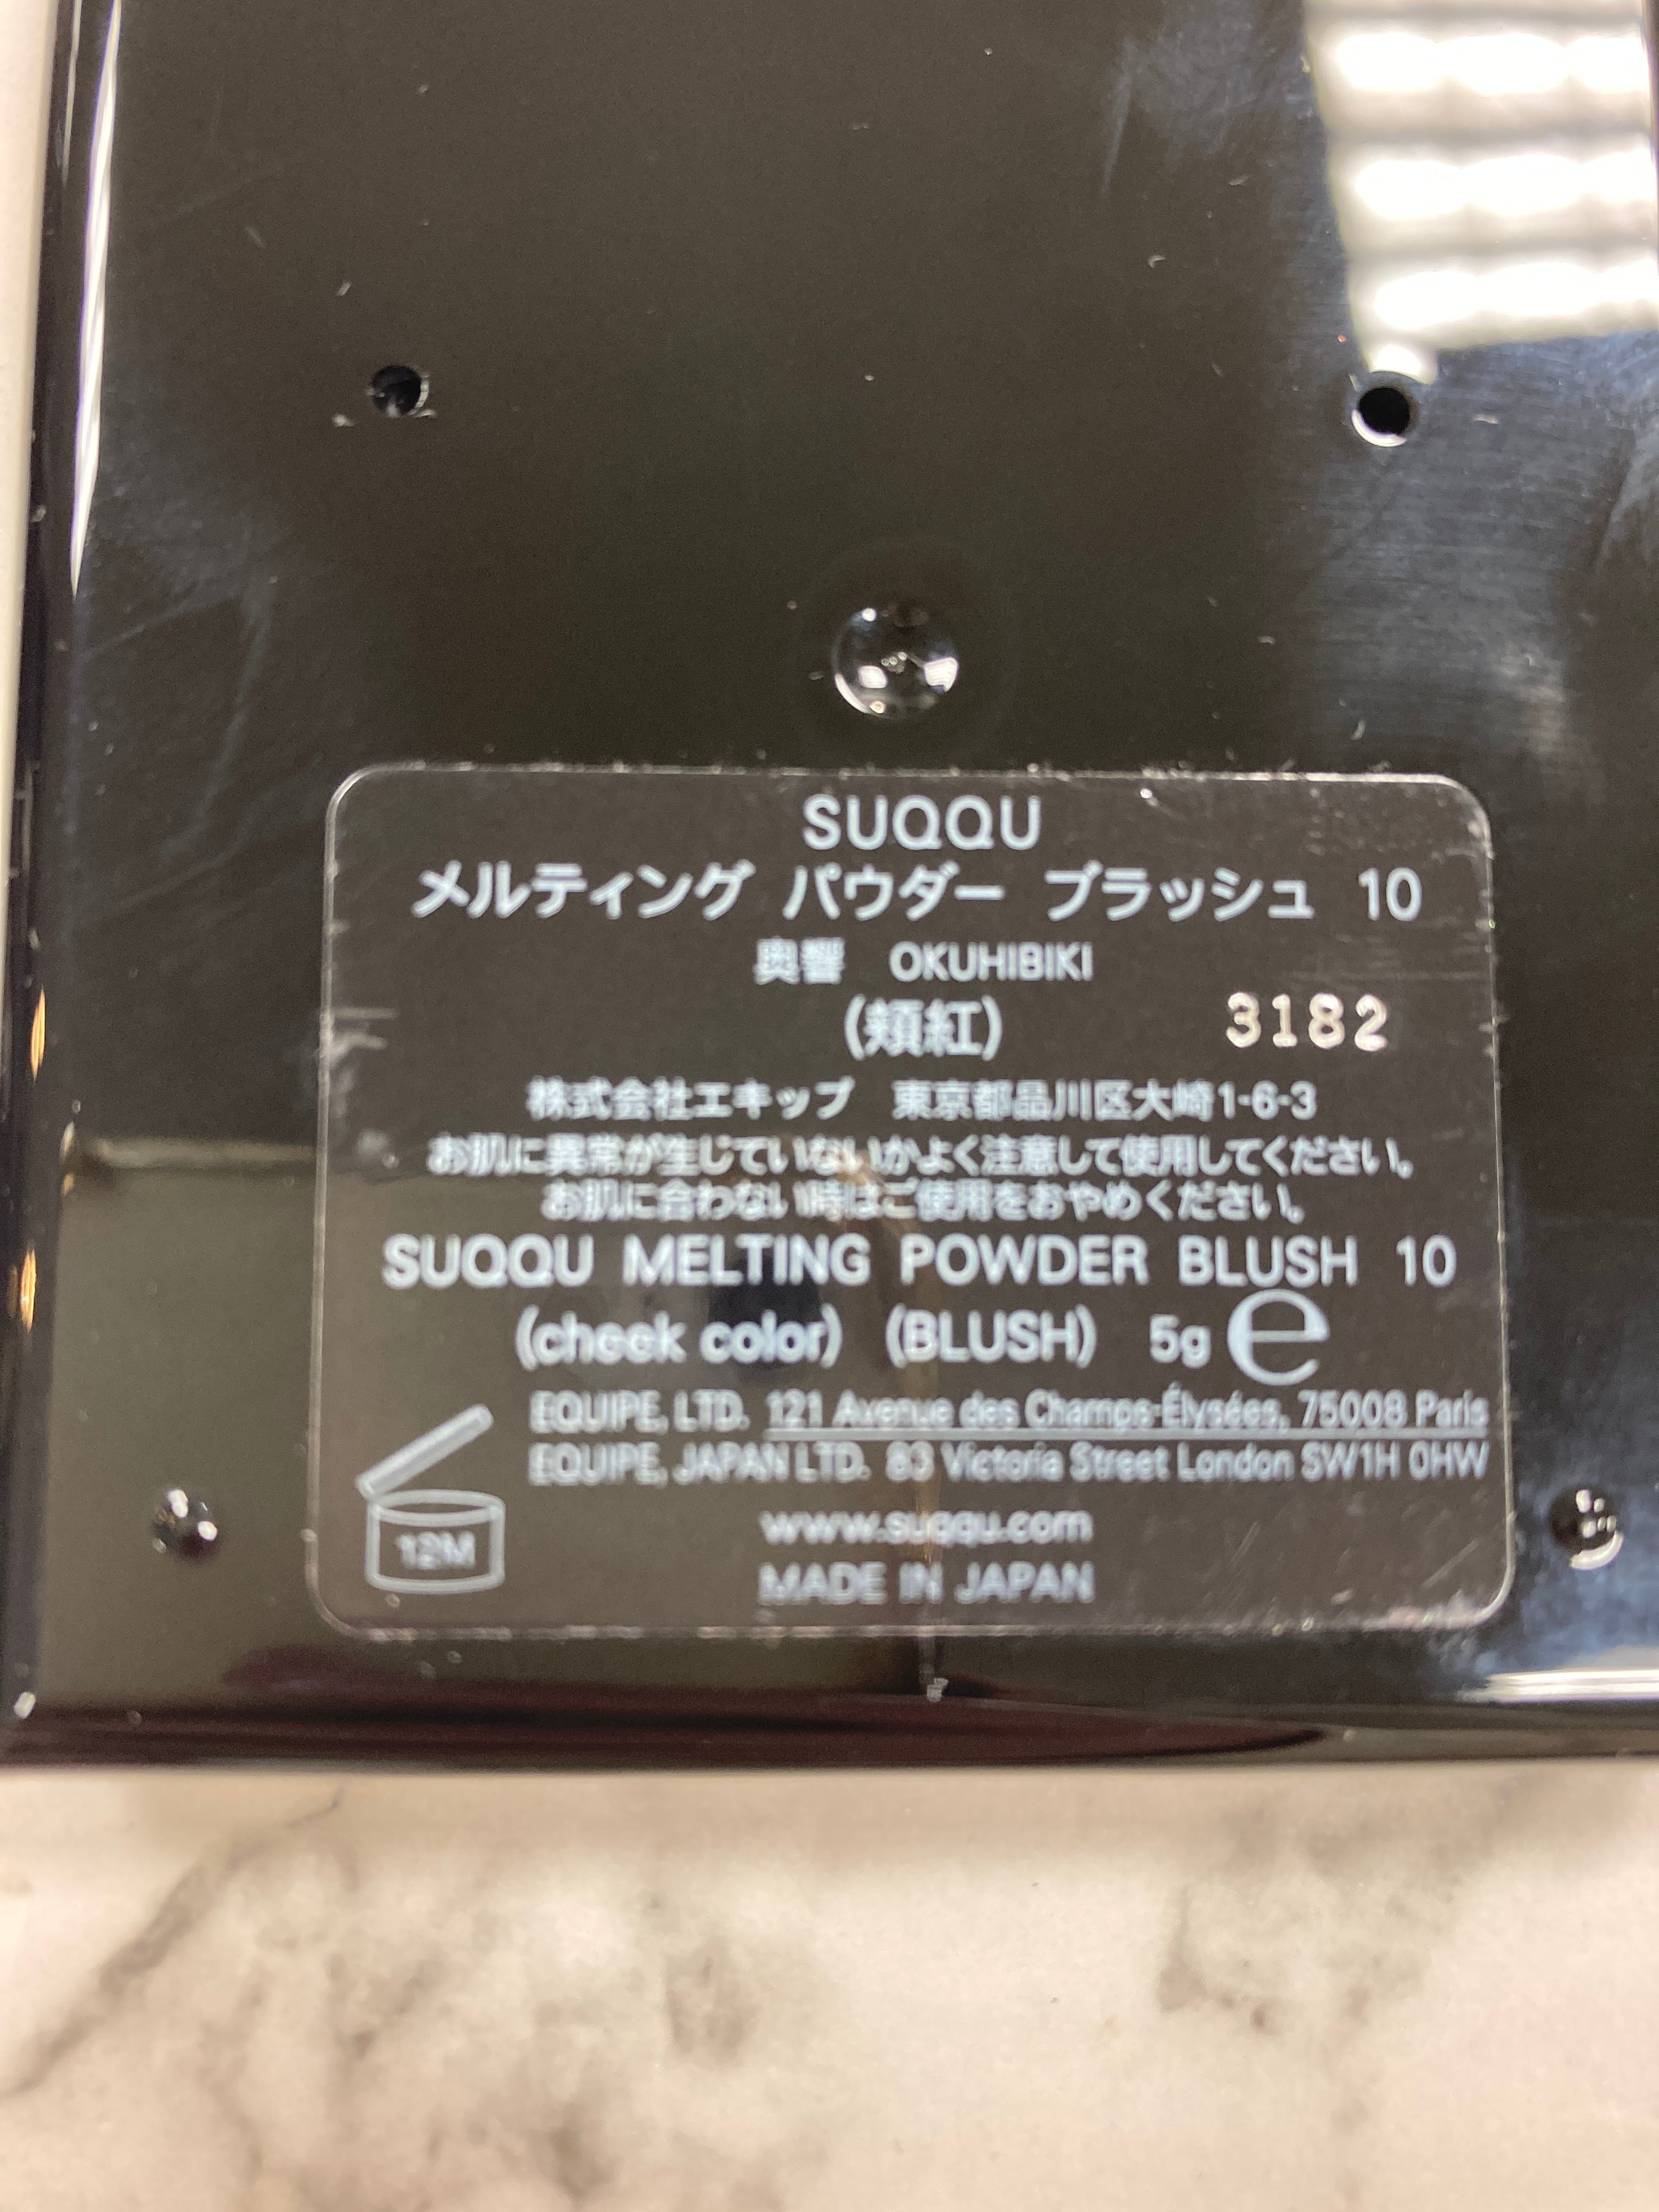 SUQQU
メルティング パウダー ブラッシュ 10
奥響 OKUHIBIKI
(頬紅) 3182
株式会社エキップ 東京都品川区大崎1-6-3
お肌に異常が生じていないかよく注意して使用してください。
お肌に合わない時はご使用をおやめください。
SUQQU MELTING POWDER BLUSH 10
(cheek color) (BLUSH) 5g e
EQUIPE, LTD. 121 Avenue des Champs-Élysées, 75008 Paris
EQUIPE, JAPAN LTD. 83 Victoria Street London SW1H 0HW
12M
www.suqqu.com
MADE IN JAPAN